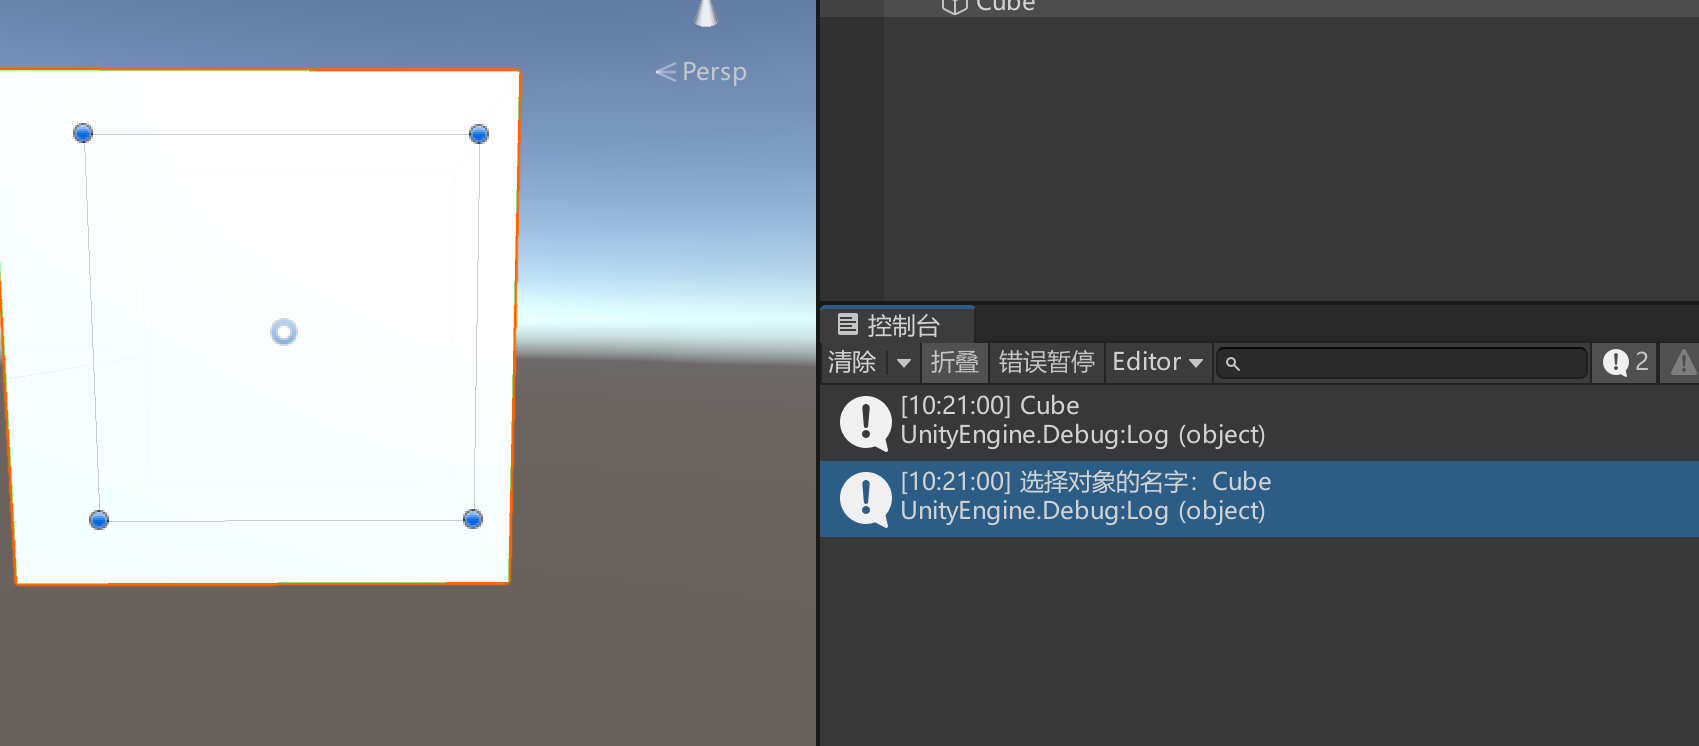 Cube
Persp
控制台
清除 折叠 错误暂停 Editor 2
[10:21:00] Cube
UnityEngine.Debug:Log (object)
[10:21:00] 选择对象的名字：Cube
UnityEngine.Debug:Log (object)